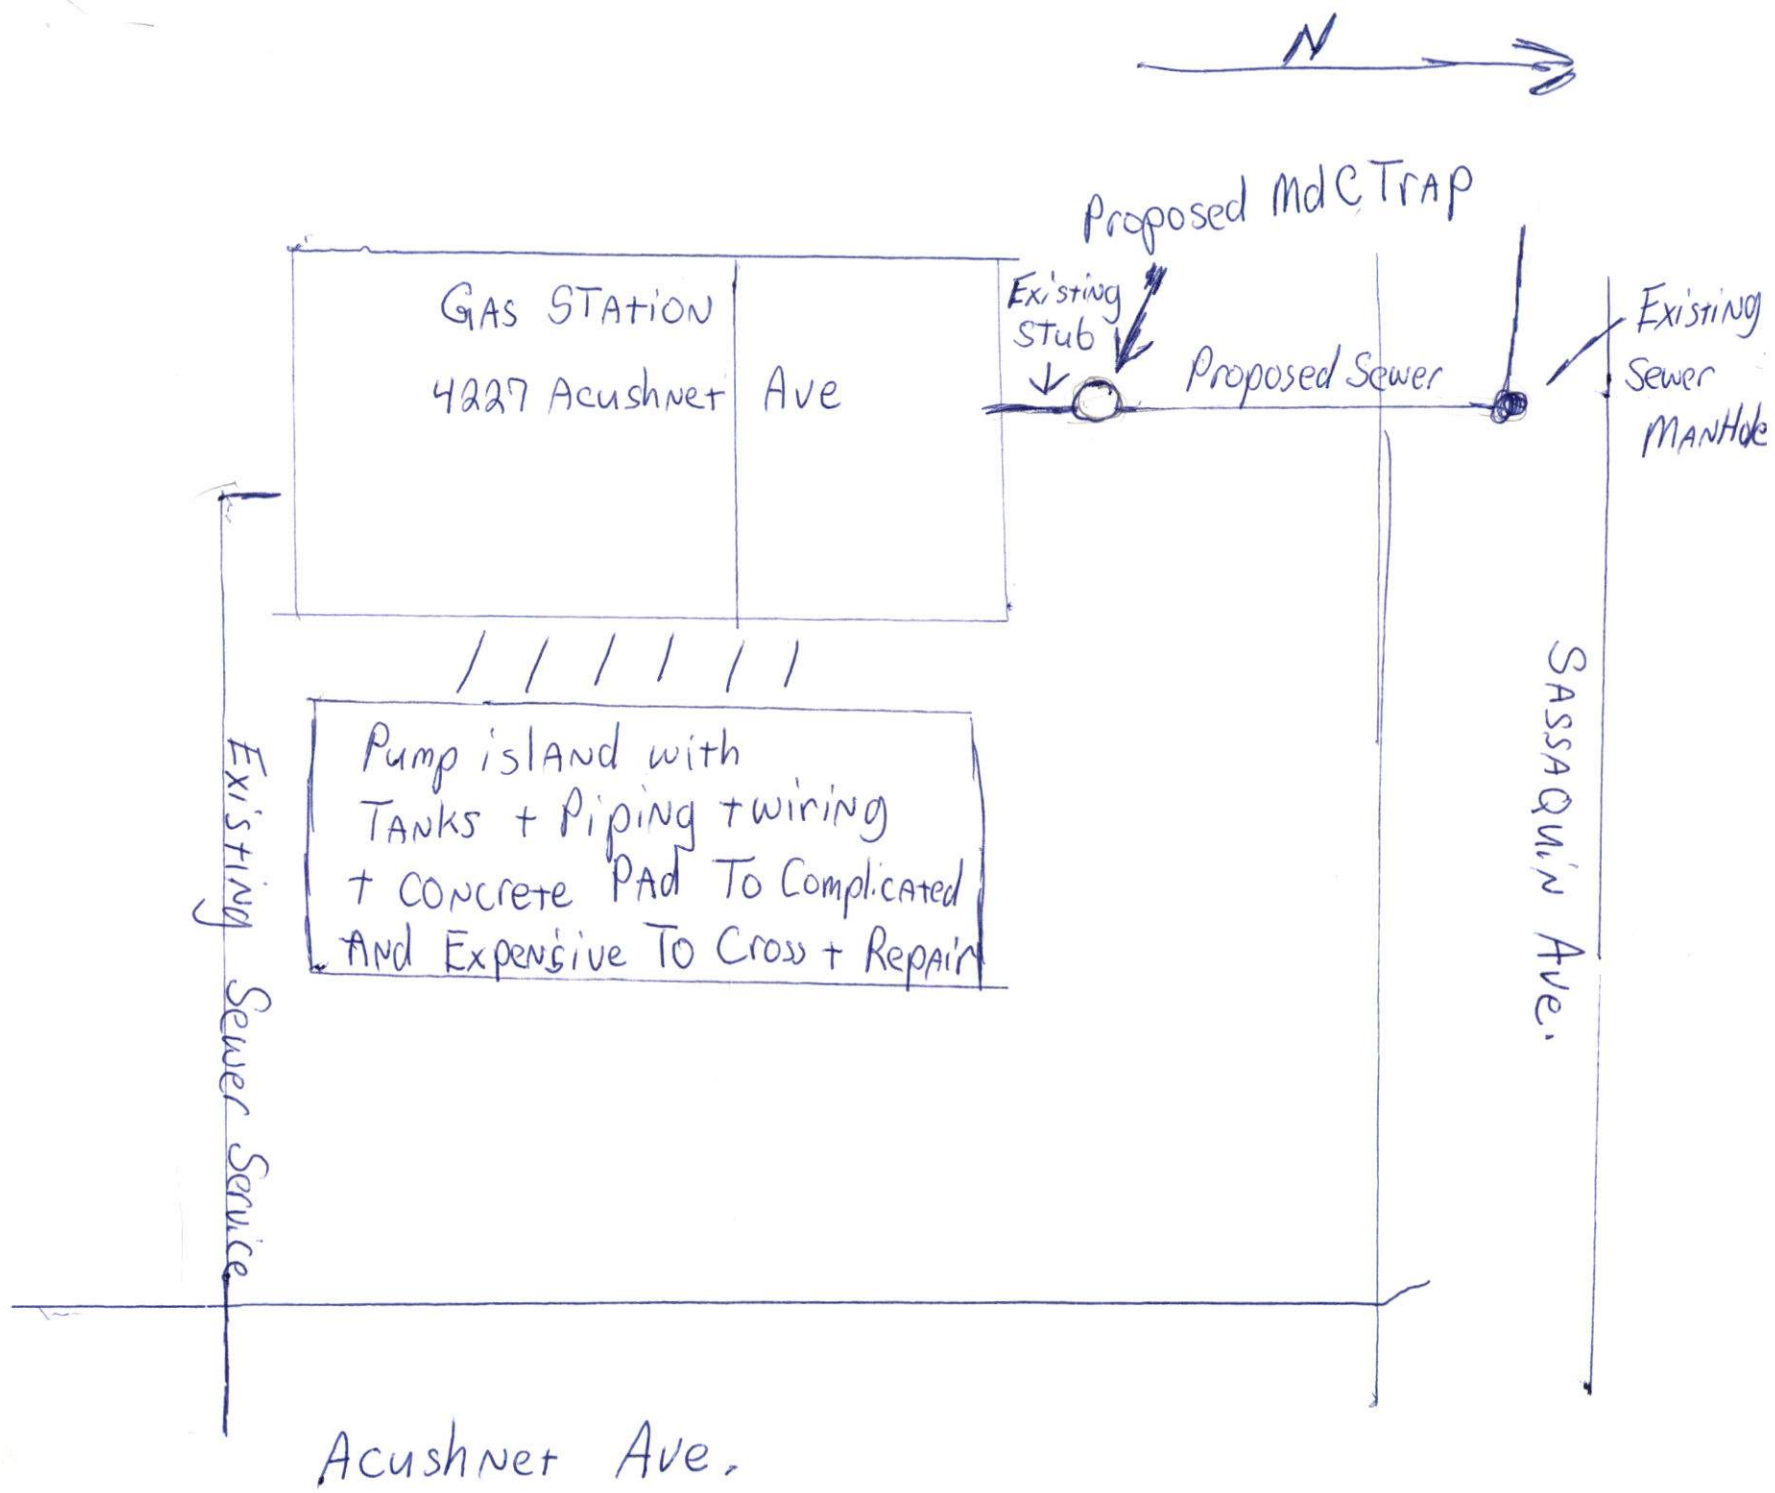 N
Proposed MdC Trap
Existing
Stub
Gas Station
4227 Acushnet Ave
Proposed Sewer
Existing
Sewer
ManHole
Pump island with
Tanks + Piping + wiring
+ concrete Pad To Complicated
And Expensive To Cross + Repair
Existing Sewer Service
Sassaquin Ave.
Acushnet Ave.